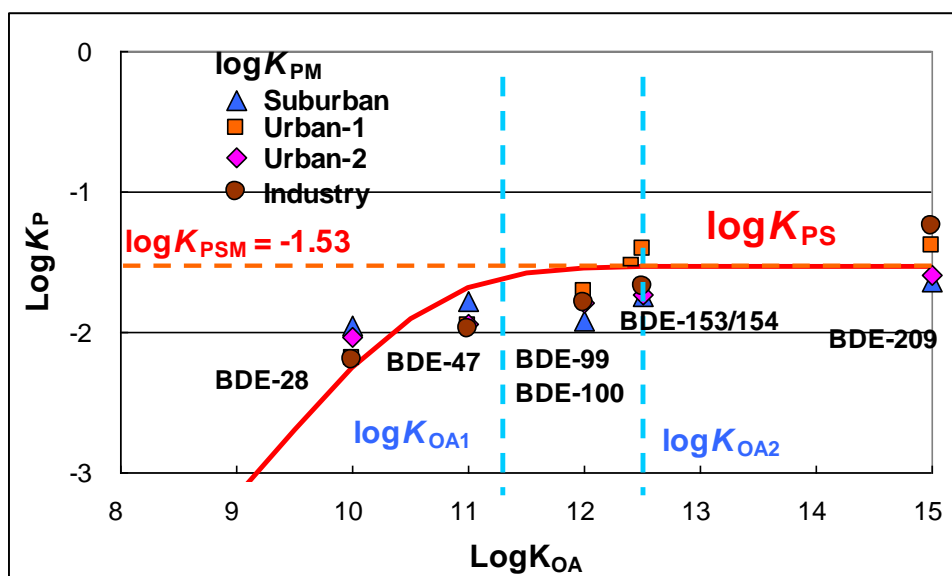 0
logKPM
Suburban
Urban-1
Urban-2
Industry
-1
logKPSM = -1.53
logKPS
LogKP
-2
BDE-28
BDE-47
BDE-99
BDE-100
BDE-153/154
BDE-209
logKOA1
logKOA2
-3
8 9 10 11 12 13 14 15
LogKOA